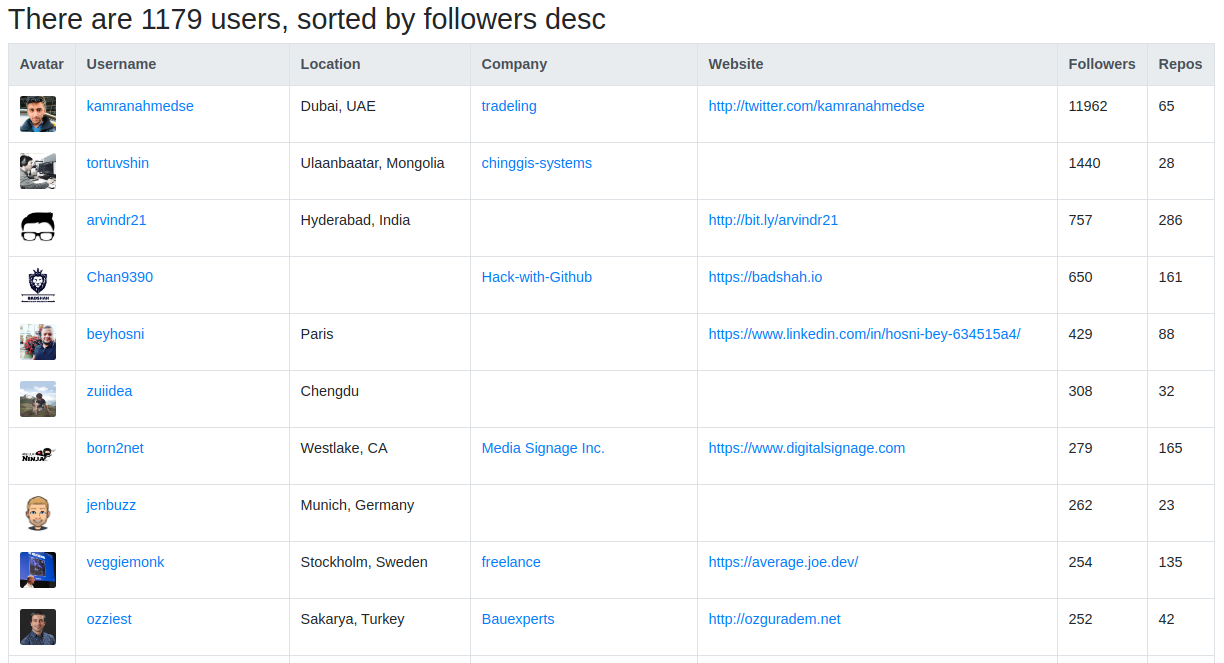 There are 1179 users, sorted by followers desc
Avatar Username Location Company Website Followers Repos
kamranahmedse Dubai, UAE tradeling http://twitter.com/kamranahmedse 11962 65
tortuvshin Ulaanbaatar, Mongolia chinggis-systems 1440 28
arvindr21 Hyderabad, India http://bit.ly/arvindr21 757 286
Chan9390 Hack-with-Github https://badshah.io 650 161
BADSHAH
beyhosni Paris https://www.linkedin.com/in/hosni-bey-634515a4/ 429 88
zuiidea Chengdu 308 32
born2net Westlake, CA Media Signage Inc. https://www.digitalsignage.com 279 165
NINJA
jenbuzz Munich, Germany 262 23
veggiemonk Stockholm, Sweden freelance https://average.joe.dev/ 254 135
ozziest Sakarya, Turkey Bauexperts http://ozguradem.net 252 42